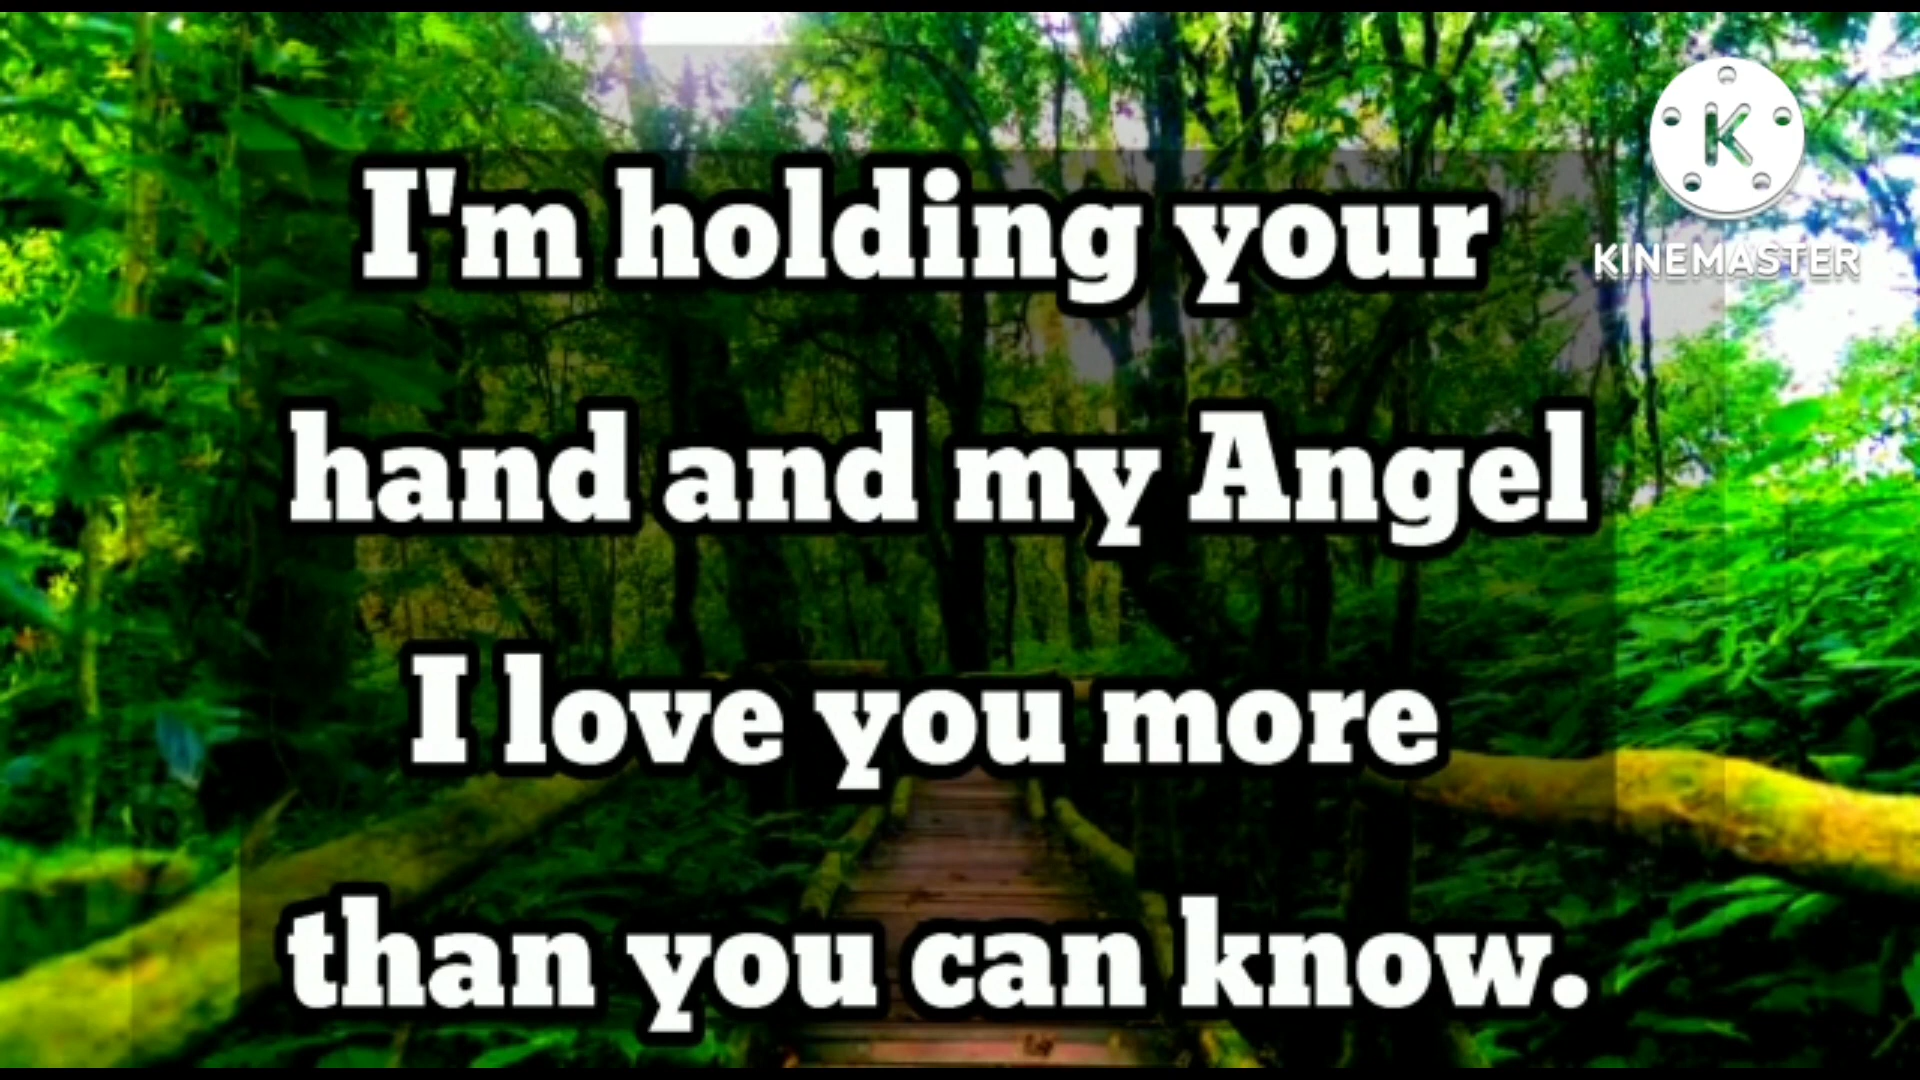 I'm holding your
hand and my Angel
I love you more
than you can know.
K
KINEMASTER